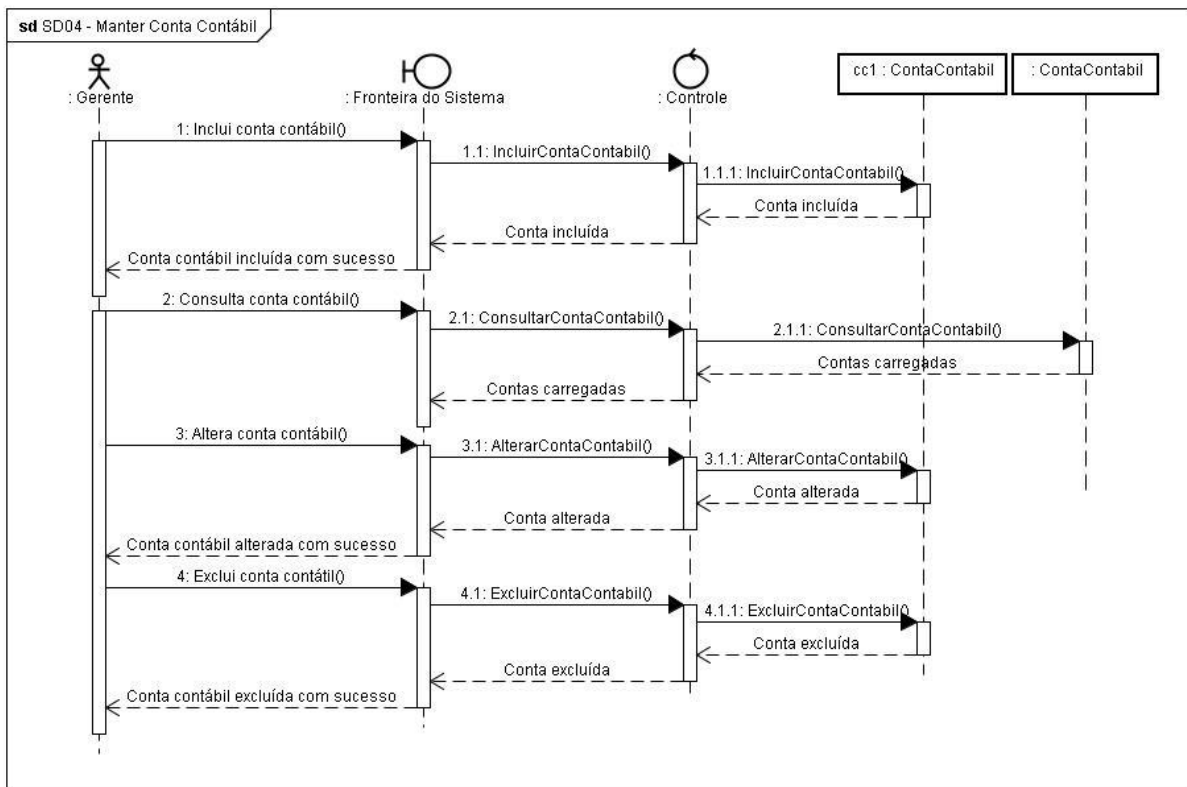 sd SD04 - Manter Conta Contábil
: Gerente
: Fronteira do Sistema
: Controle
cc1 : ContaContabil
: ContaContabil
1: Inclui conta contábil()
1.1: IncluirContaContabil()
1.1.1: IncluirContaContabil()
Conta incluída
Conta incluída
Conta contábil incluída com sucesso
2: Consulta conta contábil()
2.1: ConsultarContaContabil()
2.1.1: ConsultarContaContabil()
Contas carregadas
Contas carregadas
3: Altera conta contábil()
3.1: AlterarContaContabil()
3.1.1: AlterarContaContabil()
Conta alterada
Conta alterada
Conta contábil alterada com sucesso
4: Exclui conta contátil()
4.1: ExcluirContaContabil()
4.1.1: ExcluirContaContabil()
Conta excluída
Conta excluída
Conta contábil excluída com sucesso